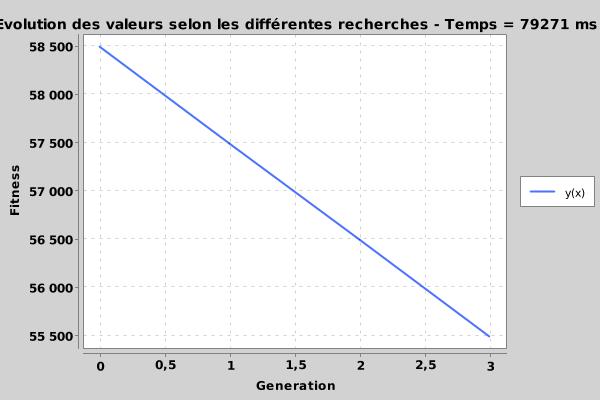 Evolution des valeurs selon les différentes recherches - Temps = 79271 ms
58 500
58 000
57 500
57 000
56 500
56 000
55 500
Fitness
0 0,5 1 1,5 2 2,5 3
Generation
y(x)